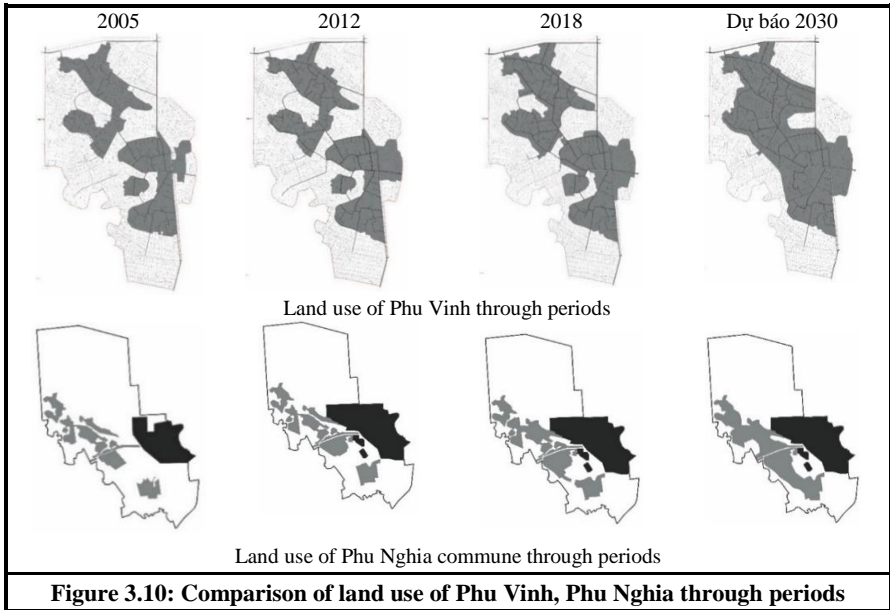 2005 2012 2018 Dự báo 2030
Land use of Phu Vinh through periods
Land use of Phu Nghia commune through periods
Figure 3.10: Comparison of land use of Phu Vinh, Phu Nghia through periods